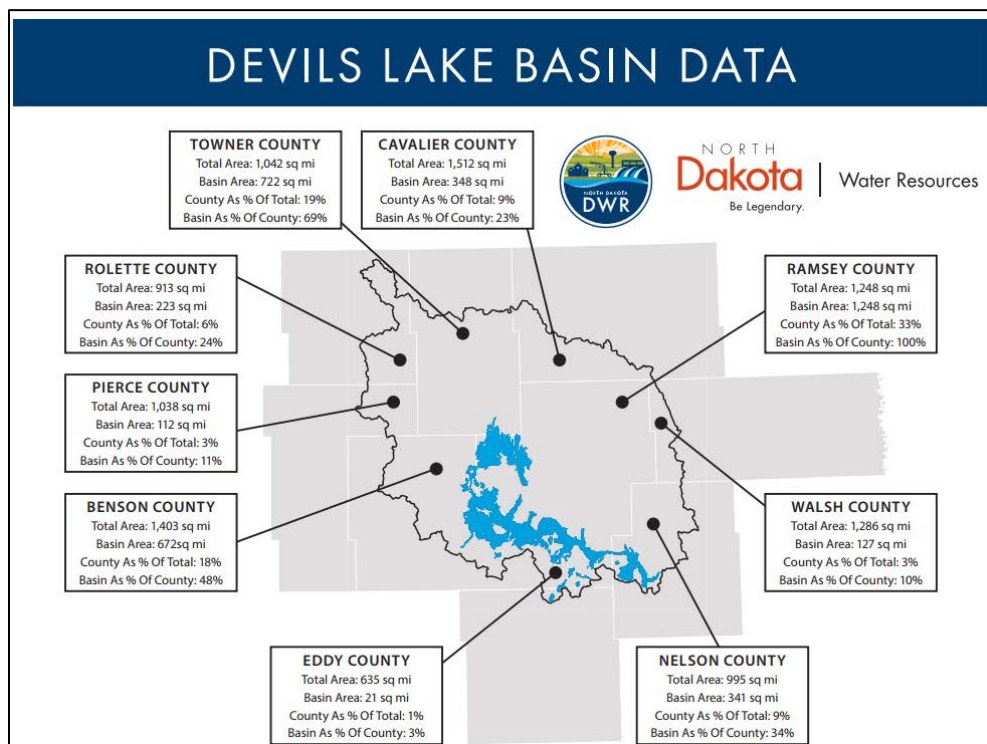 DEVILS LAKE BASIN DATA
TOWNER COUNTY
Total Area: 1,042 sq mi
Basin Area: 722 sq mi
County As % Of Total: 19%
Basin As % Of County: 69%
CAVALIER COUNTY
Total Area: 1,512 sq mi
Basin Area: 348 sq mi
County As % Of Total: 9%
Basin As % Of County: 23%
NORTH DAKOTA
DWR
NORTH
Dakota
Be Legendary.
Water Resources
ROLETTE COUNTY
Total Area: 913 sq mi
Basin Area: 223 sq mi
County As % Of Total: 6%
Basin As % Of County: 24%
RAMSEY COUNTY
Total Area: 1,248 sq mi
Basin Area: 1,248 sq mi
County As % Of Total: 33%
Basin As % Of County: 100%
PIERCE COUNTY
Total Area: 1,038 sq mi
Basin Area: 112 sq mi
County As % Of Total: 3%
Basin As % Of County: 11%
BENSON COUNTY
Total Area: 1,403 sq mi
Basin Area: 672sq mi
County As % Of Total: 18%
Basin As % Of County: 48%
WALSH COUNTY
Total Area: 1,286 sq mi
Basin Area: 127 sq mi
County As % Of Total: 3%
Basin As % Of County: 10%
EDDY COUNTY
Total Area: 635 sq mi
Basin Area: 21 sq mi
County As % Of Total: 1%
Basin As % Of County: 3%
NELSON COUNTY
Total Area: 995 sq mi
Basin Area: 341 sq mi
County As % Of Total: 9%
Basin As % Of County: 34%